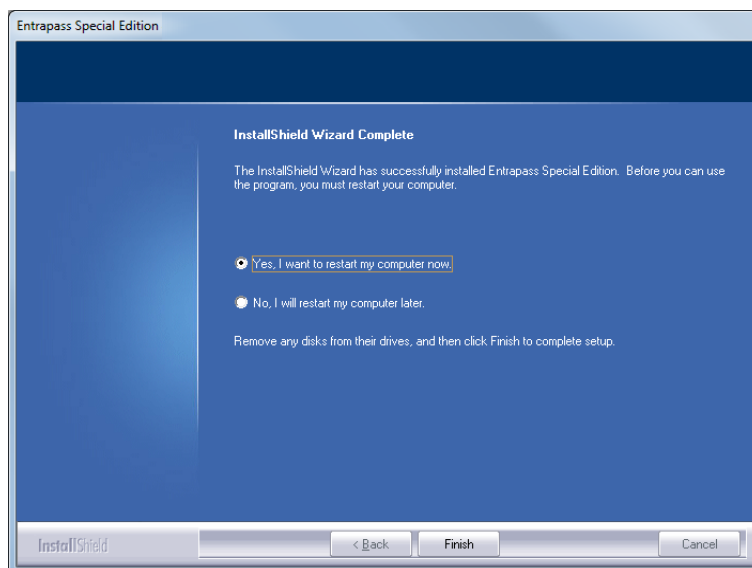 Entrapass Special Edition
InstallShield Wizard Complete
The InstallShield Wizard has successfully installed Entrapass Special Edition.  Before you can use
the program, you must restart your computer.
Yes, I want to restart my computer now.
No, I will restart my computer later.
Remove any disks from their drives, and then click Finish to complete setup.
InstallShield
< Back
Finish
Cancel